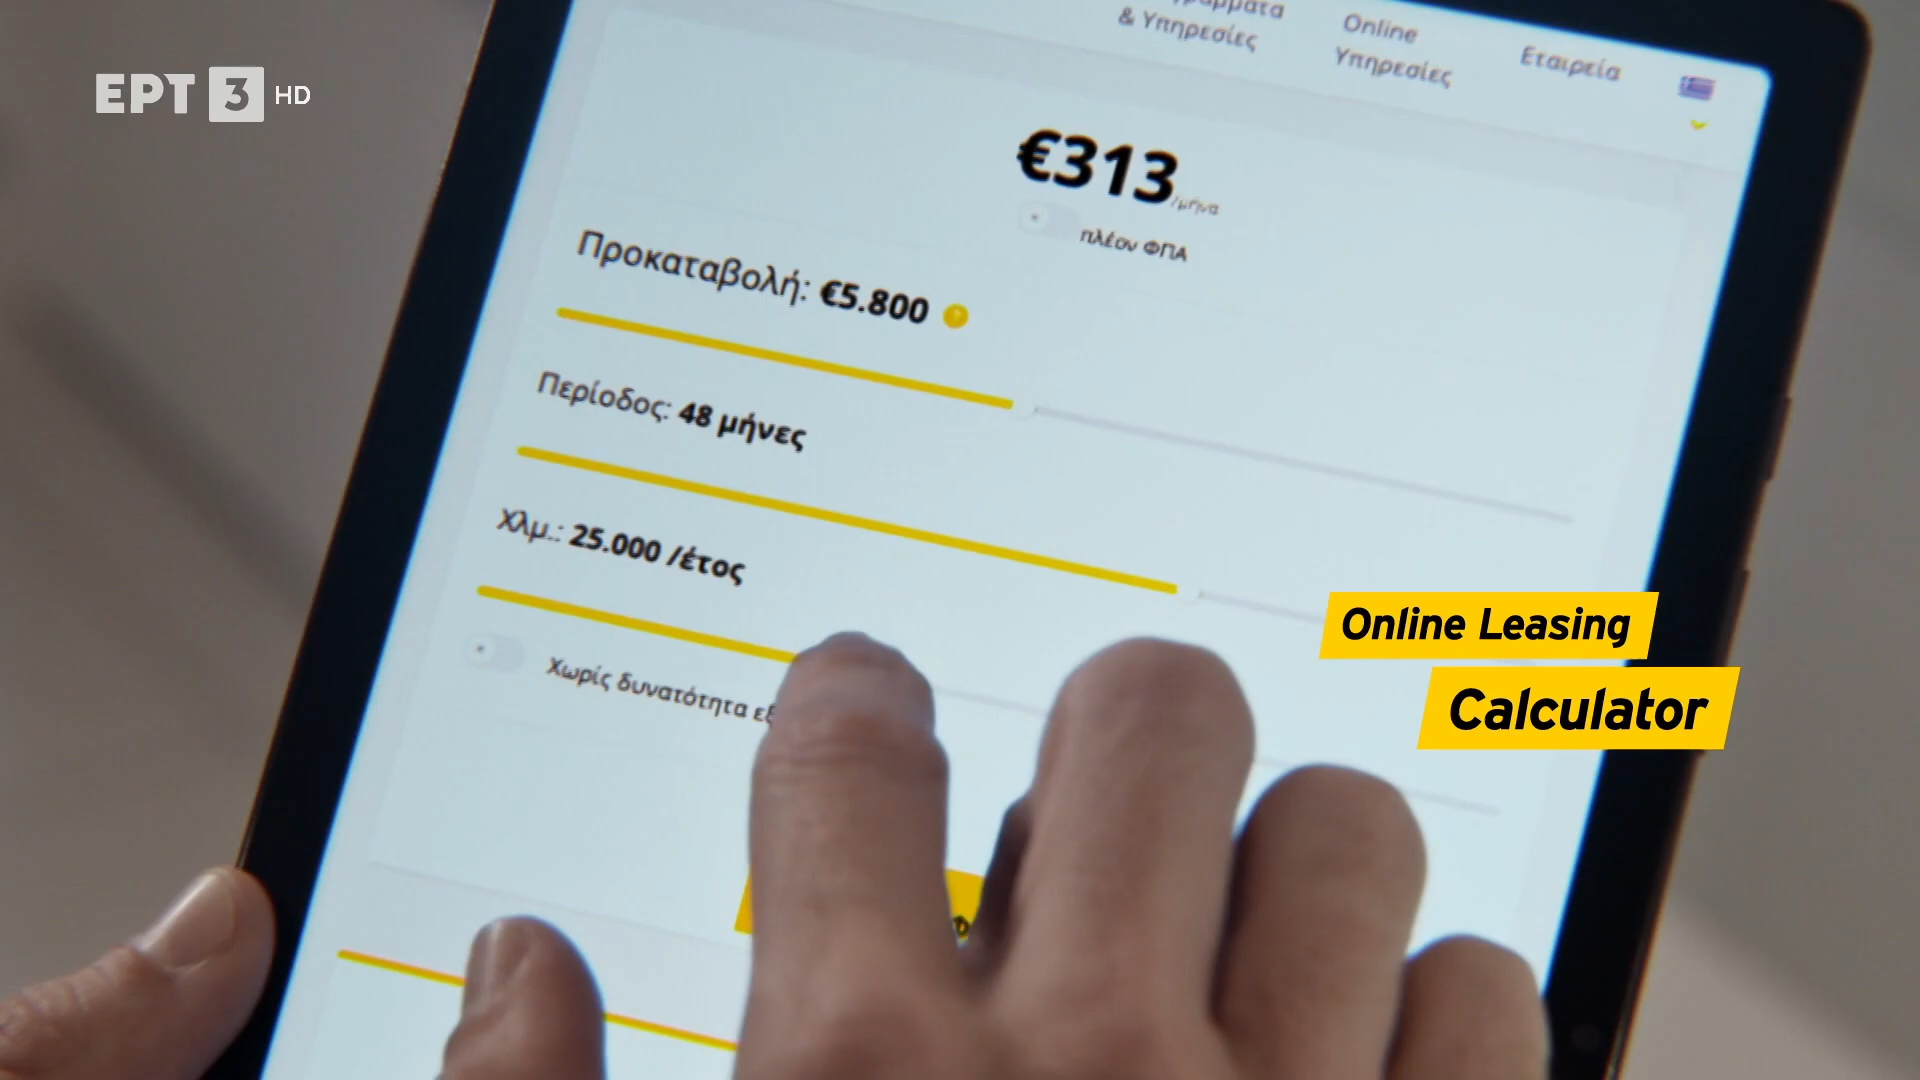 ΕΡΤ 3 HD
& Υπηρεσίες
Online
Υπηρεσίες
Εταιρεία
€313 /μήνα
πλέον ΦΠΑ
Προκαταβολή: €5.800 ?
Περίοδος: 48 μήνες
Χλμ.: 25.000 /έτος
Χωρίς δυνατότητα
Online Leasing
Calculator